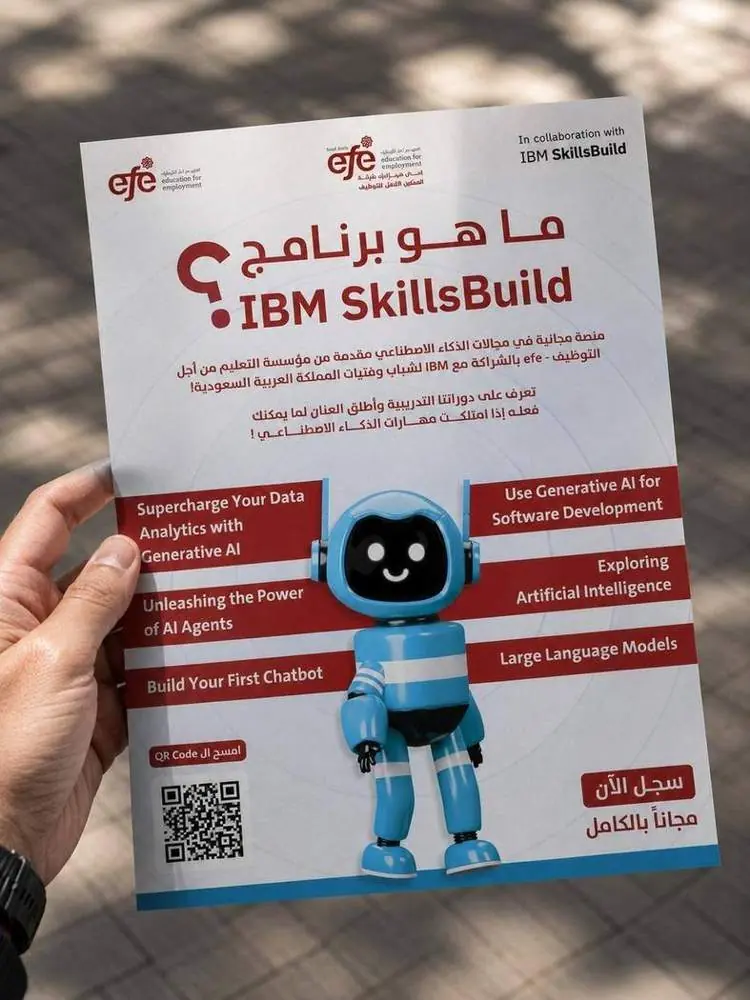 efe
education for
employment
efe
education for
employment
In collaboration with
IBM SkillsBuild
ما هو برنامج
IBM SkillsBuild؟
منصة مجانية في مجالات الذكاء الاصطناعي مقدمة من مؤسسة التعليم من أجل
التوظيف - efe بالشراكة مع IBM لشباب وفتيات المملكة العربية السعودية!
تعرف على دوراتنا التدريبية وأطلق العنان لما يمكنك
فعله إذا امتلكت مهارات الذكاء الاصطناعي !
Supercharge Your Data
Analytics with
Generative AI
Use Generative AI for
Software Development
Unleashing the Power
of AI Agents
Exploring
Artificial Intelligence
Build Your First Chatbot
Large Language Models
امسح ال QR Code
سجل الآن
مجاناً بالكامل